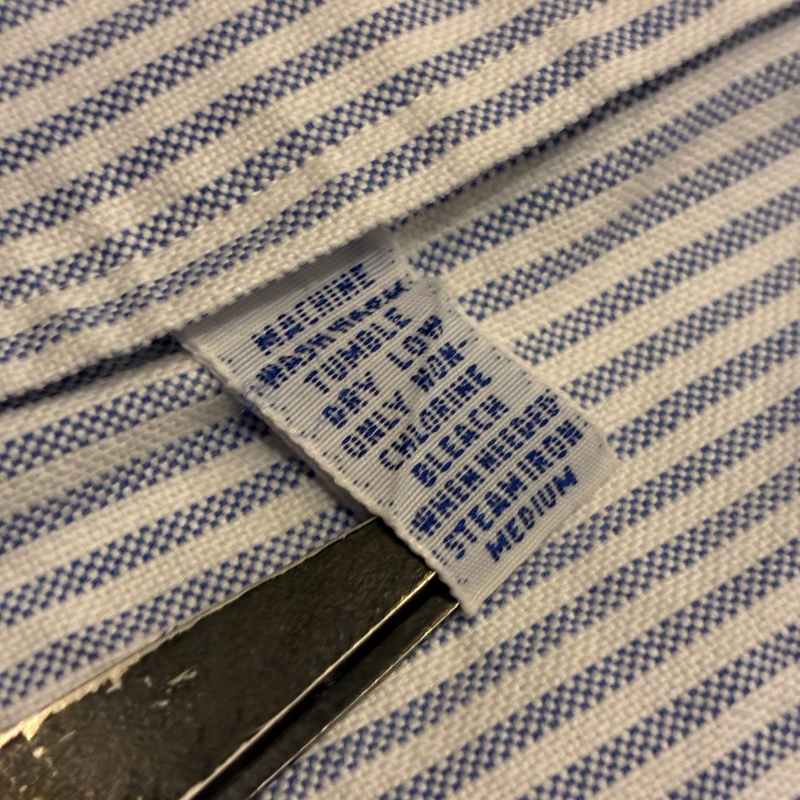 MACHINE
WASH WARM
TUMBLE
DRY LOW
ONLY NON-
CHLORINE
BLEACH
WHEN NEEDED
STEAM IRON
MEDIUM